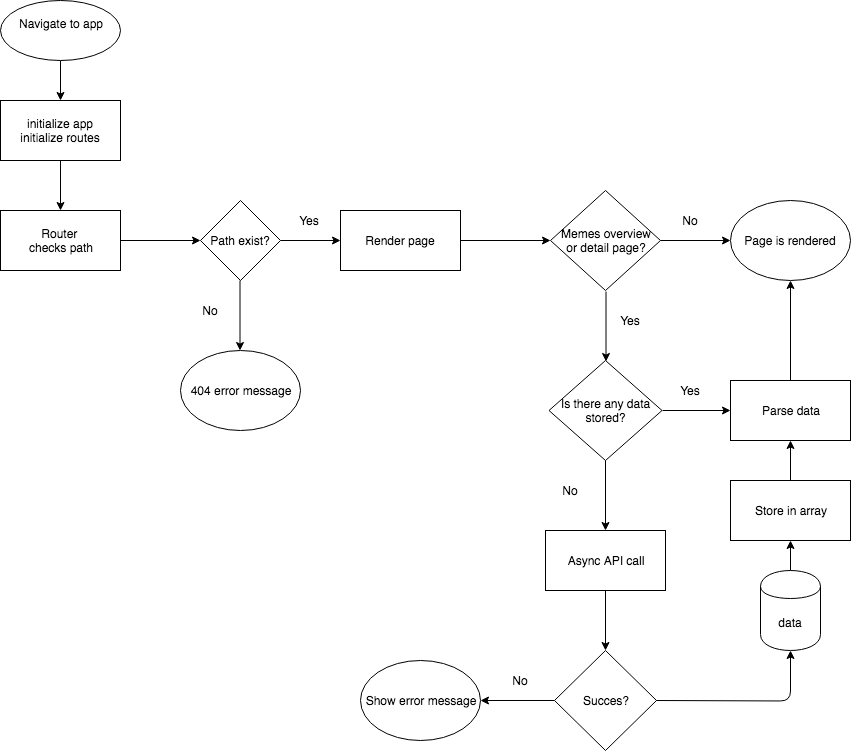 Navigate to app
initialize app
initialize routes
Router
checks path
Path exist?
Yes
No
404 error message
Render page
Memes overview
or detail page?
No
Page is rendered
Yes
Is there any data
stored?
Yes
Parse data
No
Store in array
Async API call
data
Succes?
No
Show error message